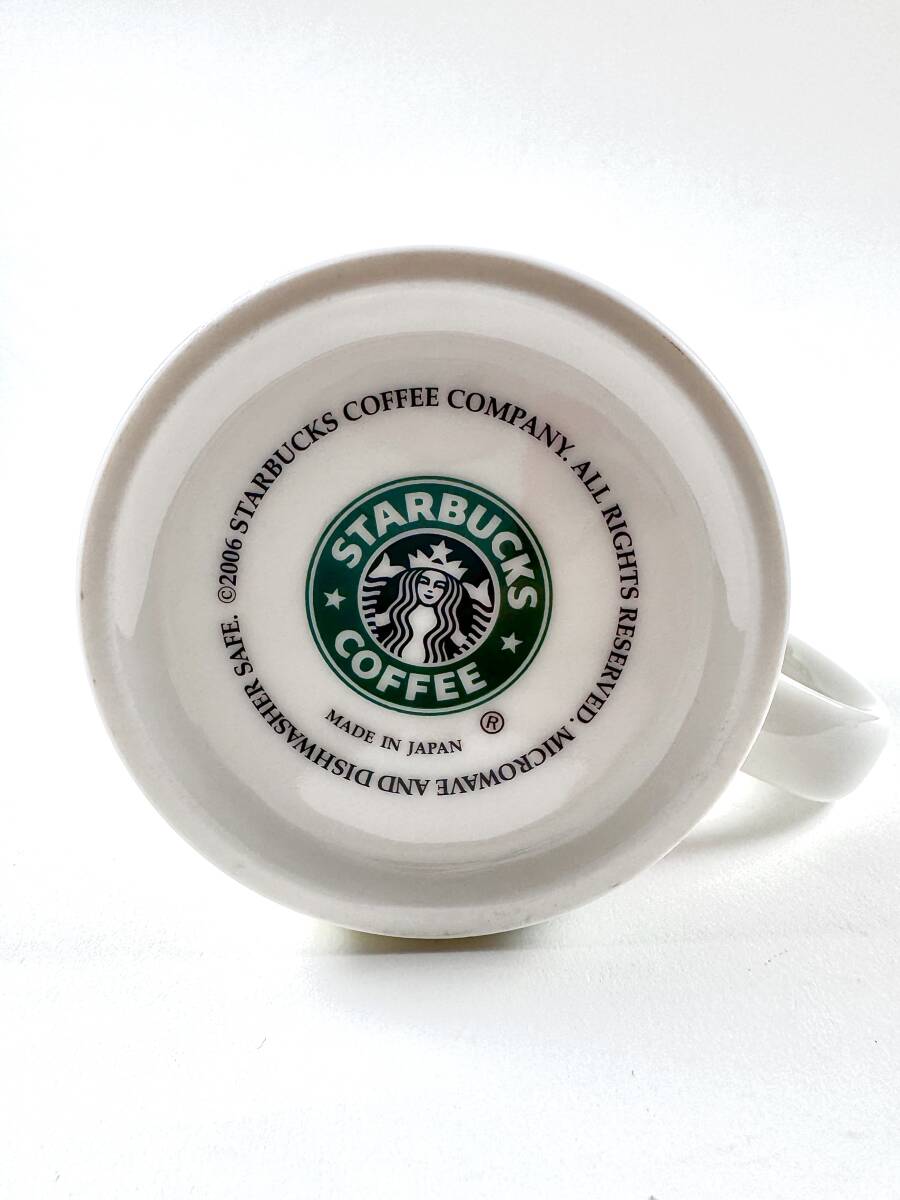 ©2006 STARBUCKS COFFEE COMPANY. ALL RIGHTS RESERVED. MICROWAVE AND DISHWASHER SAFE.
STARBUCKS
COFFEE
®
MADE IN JAPAN